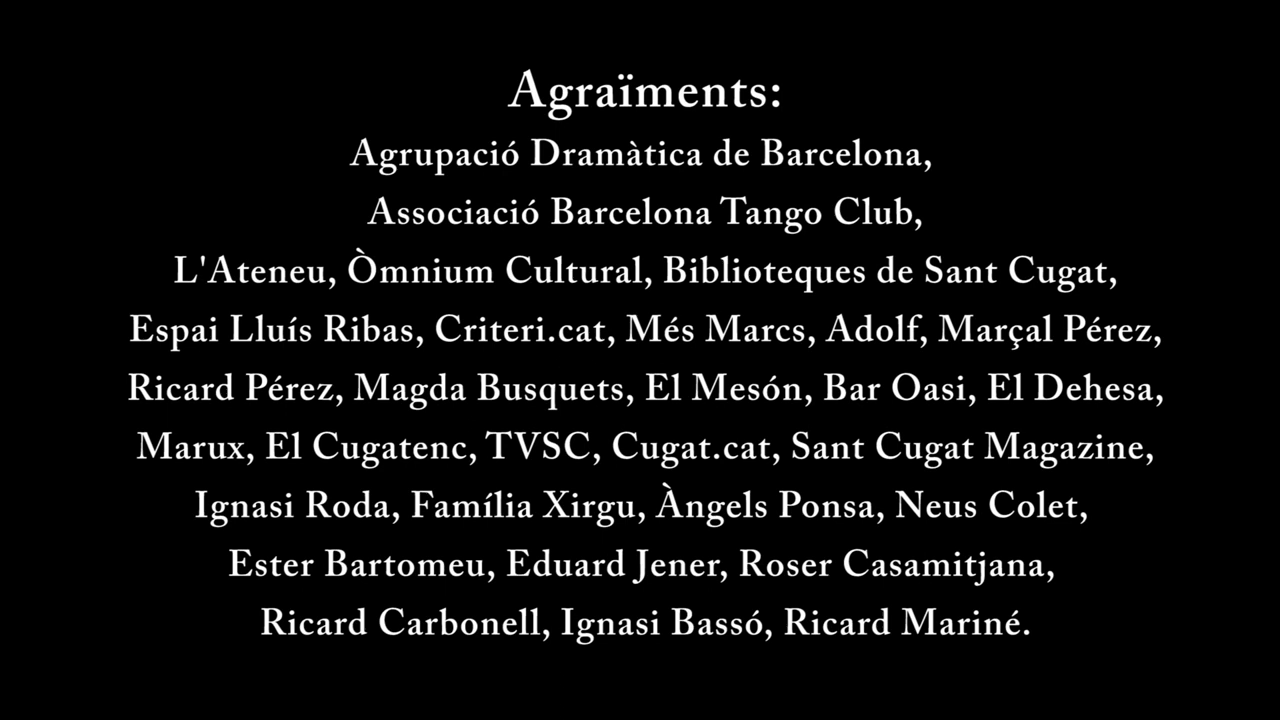 Agraïments:
Agrupació Dramàtica de Barcelona,
Associació Barcelona Tango Club,
L'Ateneu, Òmnium Cultural, Biblioteques de Sant Cugat,
Espai Lluís Ribas, Criteri.cat, Més Marcs, Adolf, Marçal Pérez,
Ricard Pérez, Magda Busquets, El Mesón, Bar Oasi, El Dehesa,
Marux, El Cugatenc, TVSC, Cugat.cat, Sant Cugat Magazine,
Ignasi Roda, Família Xirgu, Àngels Ponsa, Neus Colet,
Ester Bartomeu, Eduard Jener, Roser Casamitjana,
Ricard Carbonell, Ignasi Bassó, Ricard Mariné.